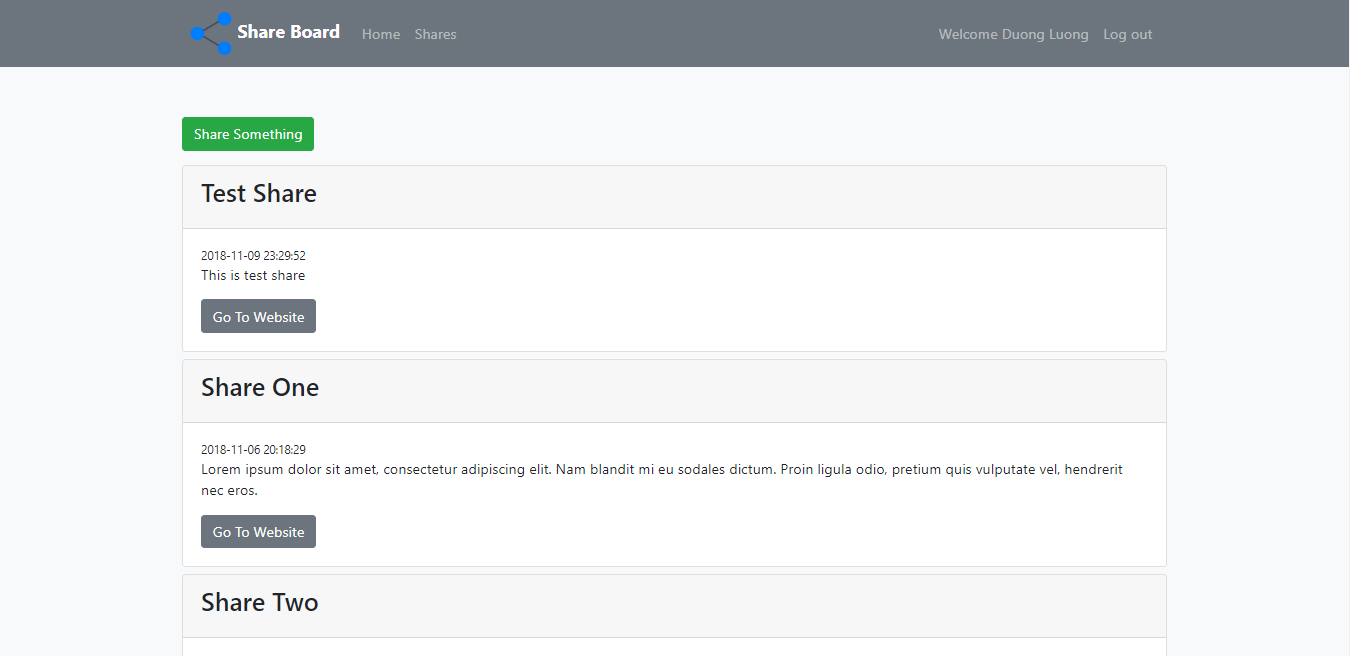 Share Board Home Shares Welcome Duong Luong Log out
Share Something
Test Share
2018-11-09 23:29:52
This is test share
Go To Website
Share One
2018-11-06 20:18:29
Lorem ipsum dolor sit amet, consectetur adipiscing elit. Nam blandit mi eu sodales dictum. Proin ligula odio, pretium quis vulputate vel, hendrerit
nec eros.
Go To Website
Share Two